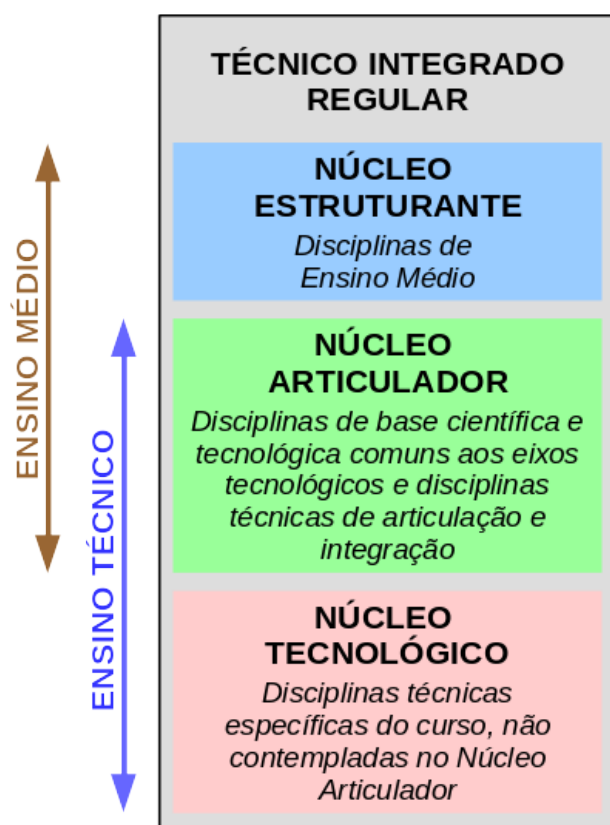 TÉCNICO INTEGRADO
REGULAR
NÚCLEO
ESTRUTURANTE
Disciplinas de
Ensino Médio
NÚCLEO
ARTICULADOR
Disciplinas de base científica e
tecnológica comuns aos eixos
tecnológicos e disciplinas
técnicas de articulação e
integração
NÚCLEO
TECNOLÓGICO
Disciplinas técnicas
específicas do curso, não
contempladas no Núcleo
Articulador
ENSINO MÉDIO
ENSINO TÉCNICO